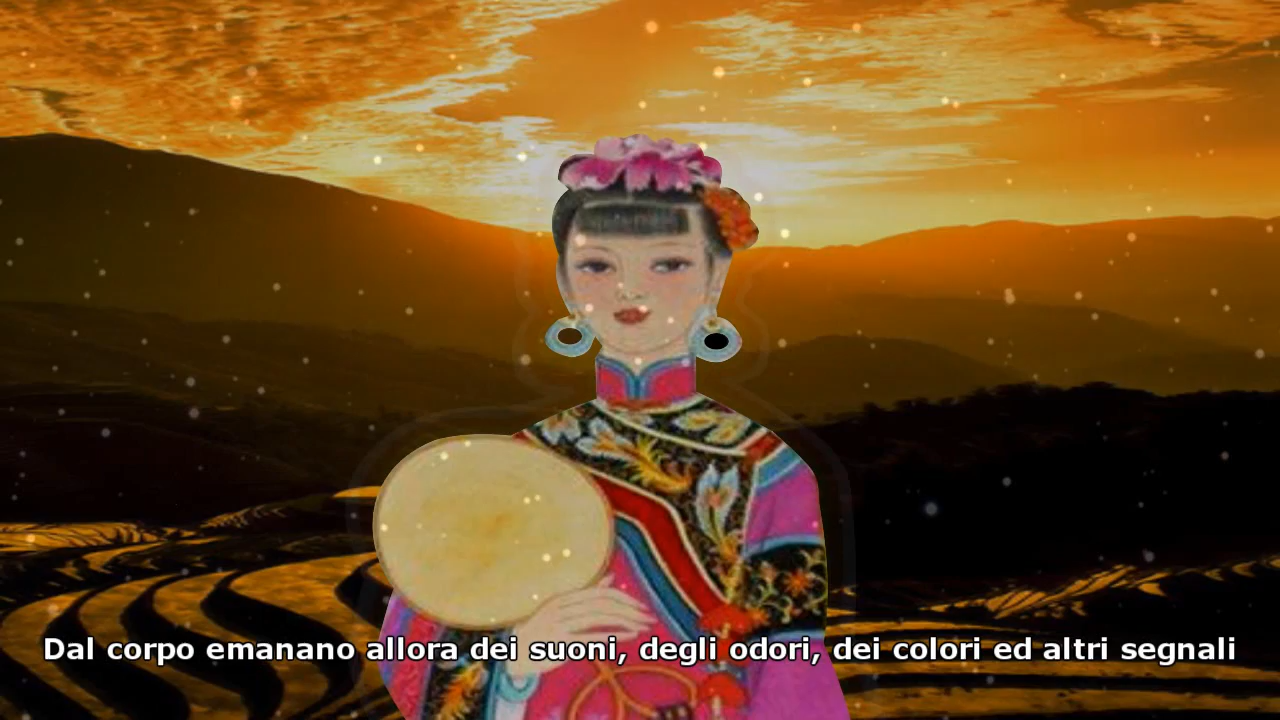 Dal corpo emanano allora dei suoni, degli odori, dei colori ed altri segnali